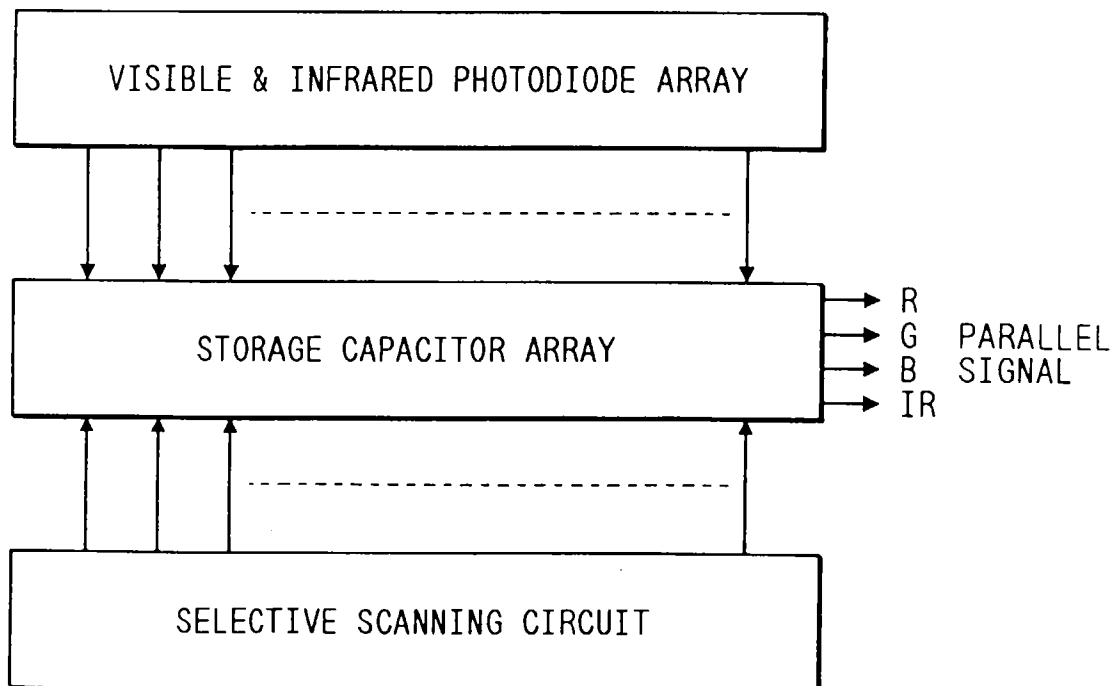 VISIBLE & INFRARED PHOTODIODE ARRAY
STORAGE CAPACITOR ARRAY
R
G PARALLEL
B SIGNAL
IR
SELECTIVE SCANNING CIRCUIT